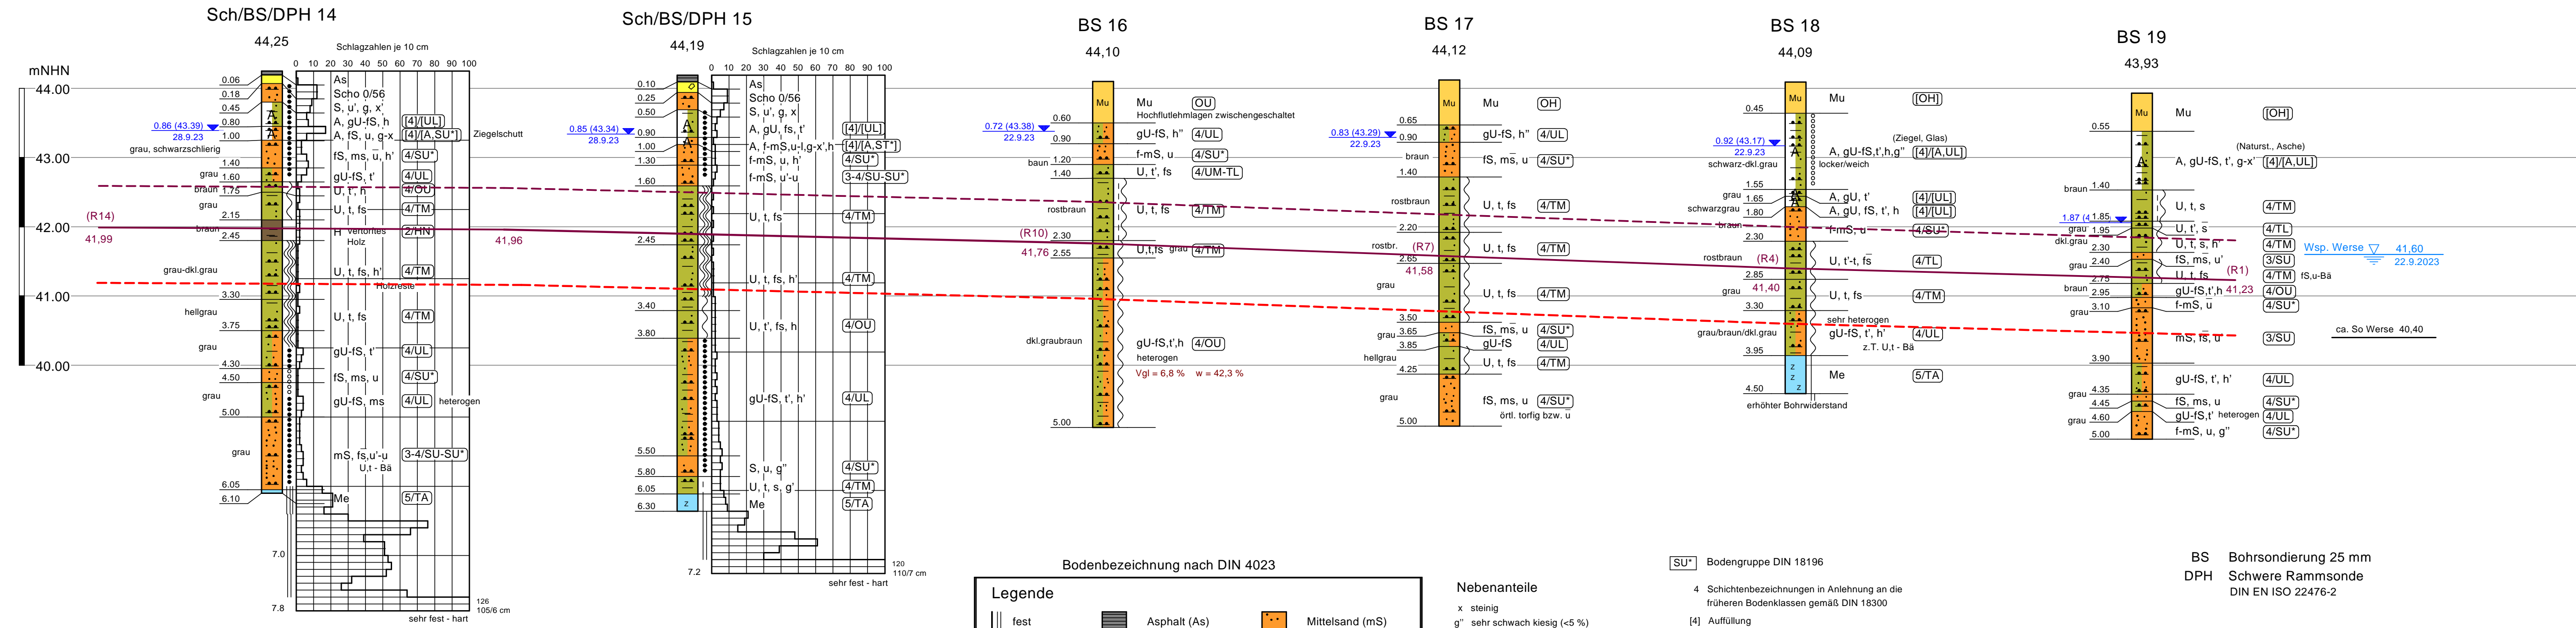 Sch/BS/DPH 14
44,25
Schlagzahlen je 10 cm
0 10 20 30 40 50 60 70 80 90 100
mNHN
44.00
43.00
42.00
41.00
40.00
0.06
As
0.18
Scho 0/56
0.45
S, u', g, x'
0.80
A, gU-fS, h
[4]/[UL]
0.86 (43.39)
28.9.23
1.00
A, fS, u, g-x
[4]/[A,SU*]
Ziegelschutt
grau, schwarzschlierig
1.40
fS, ms, u, h'
4/SU*
grau
1.60
gU-fS, t'
4/UL
braun
1.75
U, t', h
4/OU
grau
2.15
U, t, fs
4/TM
(R14)
41,99
braun
2.45
H vertorftes
Holz
2/HN
41,96
grau-dkl.grau
U, t, fs, h'
4/TM
Holzreste
3.30
hellgrau
U, t, fs
4/TM
3.75
grau
gU-fS, t'
4/UL
4.30
4.50
fS, ms, u
4/SU*
grau
gU-fS, ms
4/UL
heterogen
5.00
grau
mS, fs,u'-u
3-4/SU-SU*
U,t - Bä
6.05
6.10
Me
5/TA
7.0
7.8
126
105/6 cm
sehr fest - hart
Sch/BS/DPH 15
44,19
Schlagzahlen je 10 cm
0 10 20 30 40 50 60 70 80 90 100
0.10
As
0.25
Scho 0/56
0.50
S, u', g, x
0.85 (43.34)
28.9.23
0.90
A, gU, fs, t'
[4]/[UL]
1.00
A, f-mS,u-l,g-x',h
[4]/[A,ST*]
1.30
f-mS, u, h'
4/SU*
1.60
f-mS, u'-u
3-4/SU-SU*
U, t, fs
4/TM
2.45
U, t, fs, h'
4/TM
3.40
U, t', fs, h
4/OU
3.80
gU-fS, t', h'
4/UL
5.50
S, u, g''
4/SU*
5.80
U, t, s, g'
4/TM
6.05
Me
5/TA
z
6.30
7.2
120
110/7 cm
sehr fest - hart
BS 16
44,10
Mu
Mu
OU
Hochflutlehmlagen zwischengeschaltet
0.60
0.72 (43.38)
22.9.23
gU-fS, h''
4/UL
0.90
f-mS, u
4/SU*
baun
1.20
U, t', fs
4/UM-TL
1.40
rostbraun
U, t, fs
4/TM
(R10)
41,76
2.30
U,t,fs
grau
4/TM
2.55
dkl.graubraun
gU-fS,t',h
4/OU
heterogen
Vgl = 6,8 % w = 42,3 %
5.00
BS 17
44,12
Mu
Mu
OH
0.65
0.83 (43.29)
22.9.23
gU-fS, h''
4/UL
0.90
braun
fS, ms, u
4/SU*
1.40
rostbraun
U, t, fs
4/TM
2.20
rostbr.
(R7)
U, t, fs
4/TM
2.65
41,58
grau
U, t, fs
4/TM
3.50
fS, ms, u
4/SU*
grau
3.65
gU-fS
4/UL
3.85
hellgrau
U, t, fs
4/TM
4.25
grau
fS, ms, u
4/SU*
örtl. torfig bzw. u
5.00
BS 18
44,09
Mu
Mu
[OH]
0.45
(Ziegel, Glas)
0.92 (43.17)
22.9.23
A, gU-fS,t',h,g''
[4]/[A,UL]
schwarz-dkl.grau
locker/weich
1.55
grau
A, gU, t'
[4]/[UL]
1.65
schwarzgrau
A, gU, fS, t', h
[4]/[UL]
1.80
braun
f-mS, u
4/SU*
2.30
rostbraun
(R4)
U, t'-t, fs
4/TL
2.85
41,40
grau
U, t, fs
4/TM
3.30
sehr heterogen
grau/braun/dkl.grau
gU-fS, t', h'
4/UL
z.T. U,t - Bä
3.95
z
z
z
Me
5/TA
4.50
erhöhter Bohrwiderstand
BS 19
43,93
Mu
Mu
[OH]
0.55
(Naturst., Asche)
A, gU-fS, t', g-x'
[4]/[A,UL]
braun
1.40
U, t, s
4/TM
1.85
grau
1.95
U, t', s
4/TL
dkl.grau
2.30
U, t, s, h'
4/TM
2.40
fS, ms, u'
3/SU
grau
2.75
U, t, fs
4/TM
fS,u-Bä
(R1)
41,23
braun
2.95
gU-fS,t',h
4/OU
3.10
f-mS, u
4/SU*
grau
mS, fs, u'
3/SU
3.90
gU-fS, t', h'
4/UL
4.35
grau
fS, ms, u
4/SU*
4.45
gU-fS,t'
heterogen
4/UL
grau
4.60
f-mS, u, g''
4/SU*
5.00
Wsp. Werse
41,60
22.9.2023
ca. So Werse 40,40
Bodenbezeichnung nach DIN 4023
Legende
fest
Asphalt (As)
Mittelsand (mS)
Nebenanteile
x steinig
g'' sehr schwach kiesig (<5 %)
SU*
Bodengruppe DIN 18196
4 Schichtenbezeichnungen in Anlehnung an die
früheren Bodenklassen gemäß DIN 18300
[4] Auffüllung
BS Bohrsondierung 25 mm
DPH Schwere Rammsonde
DIN EN ISO 22476-2